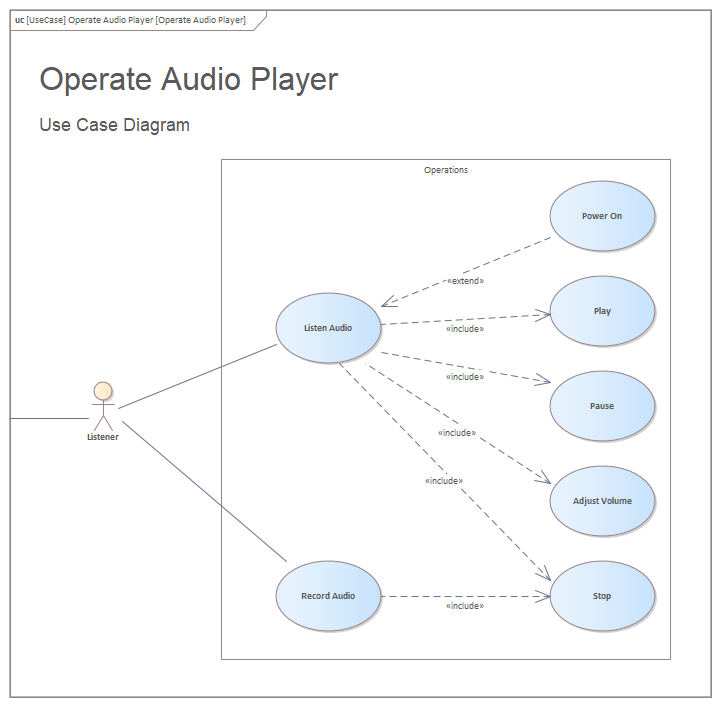 uc [UseCase] Operate Audio Player [Operate Audio Player]
Operate Audio Player
Use Case Diagram
Operations
Power On
«extend»
Play
Listen Audio
«include»
«include»
Pause
Listener
«include»
«include»
Adjust Volume
Record Audio
Stop
«include»